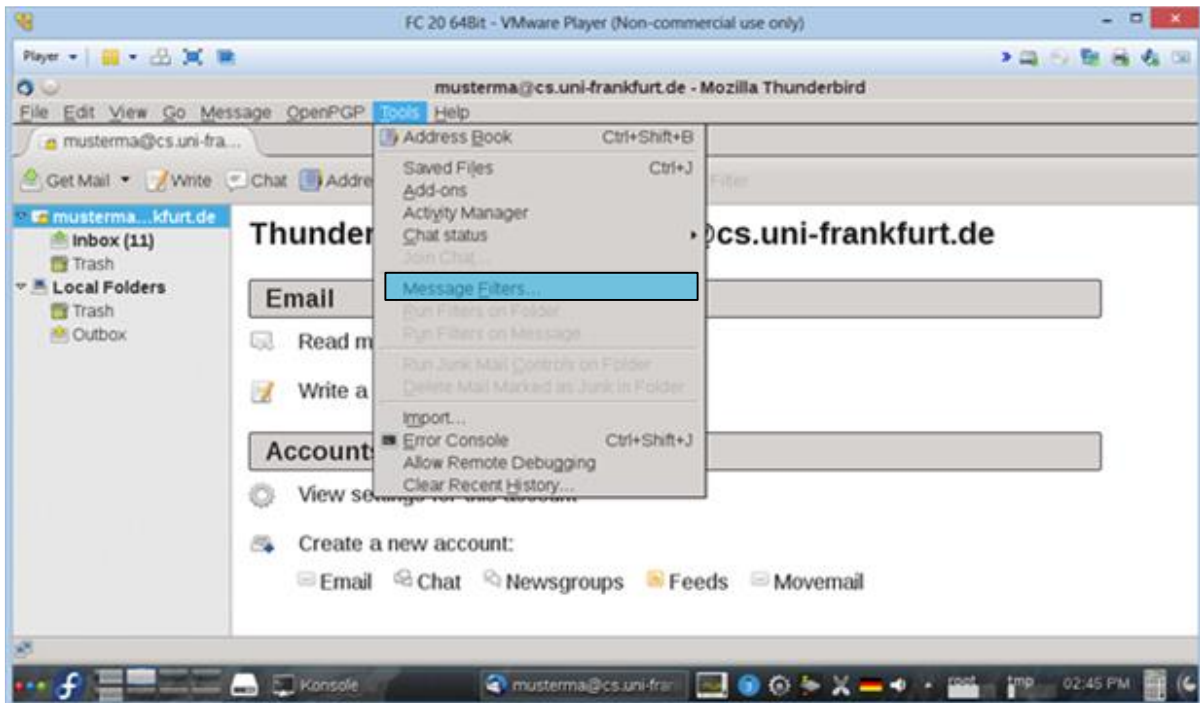 FC 20 64Bit - VMware Player (Non-commercial use only)
Player
musterma@cs.uni-frankfurt.de - Mozilla Thunderbird
File Edit View Go Message OpenPGP Tools Help
musterma@cs.uni-fra...
Get Mail Write Chat Addre Filter
Address Book Ctrl+Shift+B
Saved Files Ctrl+J
Add-ons
Activity Manager
Chat status
Join Chat...
Message Filters...
Run Filters on Folder
Run Filters on Message
Run Junk Mail Controls on Folder
Delete Mail Marked as Junk in Folder
Import...
Error Console Ctrl+Shift+J
Allow Remote Debugging
Clear Recent History...
musterma...kfurt.de
Inbox (11)
Trash
Local Folders
Trash
Outbox
Thunder cs.uni-frankfurt.de
Email
Read m
Write a
Accounts
View settings for this account
Create a new account:
Email Chat Newsgroups Feeds Movemail
Konsole musterma@cs.uni-fra root tmp 02:45 PM